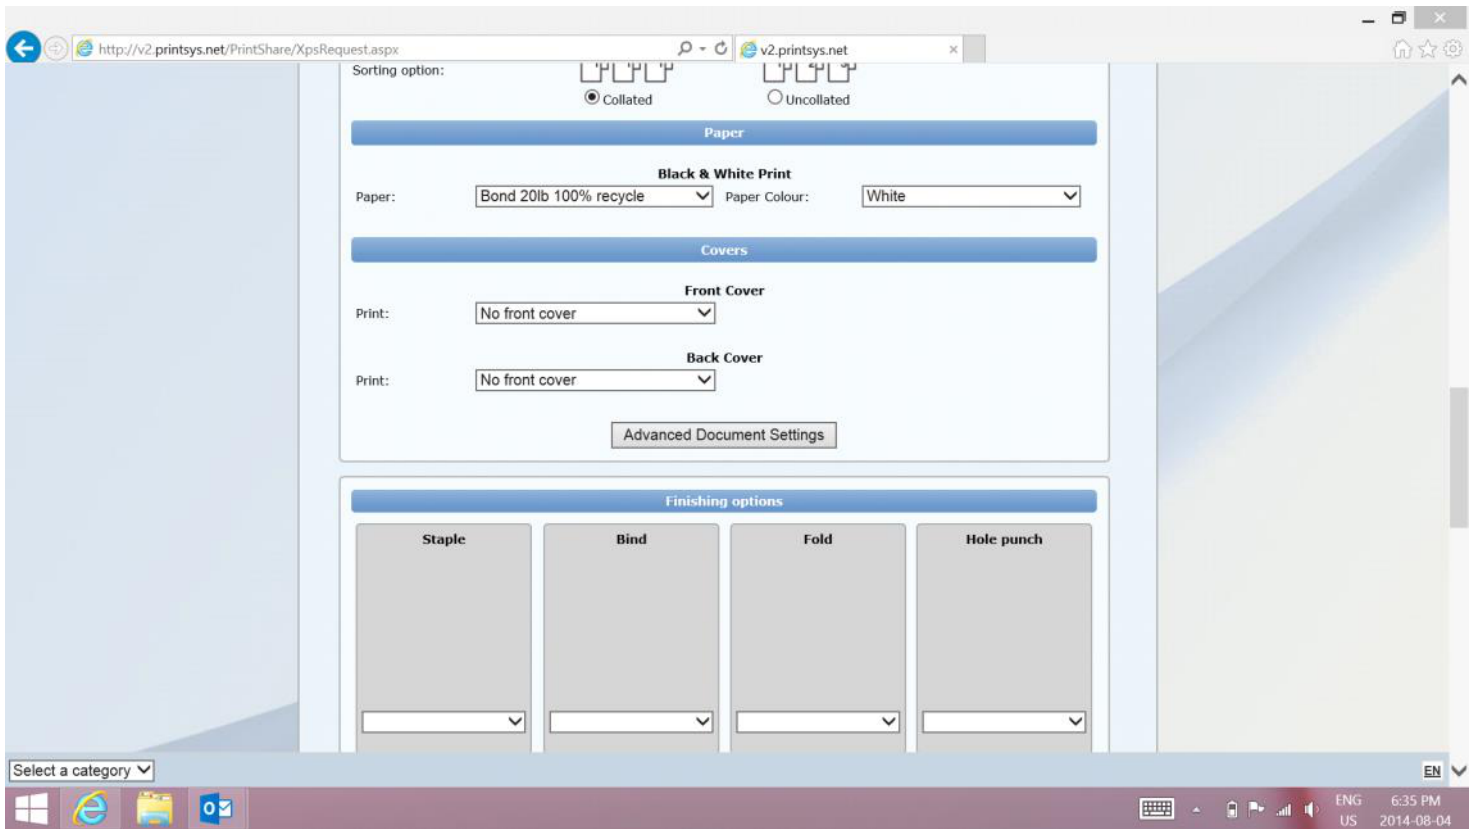 http://v2.printsys.net/PrintShare/XpsRequest.aspx
v2.printsys.net
Sorting option:
Collated
Uncollated
Paper
Black & White Print
Paper:
Bond 20lb 100% recycle
Paper Colour:
White
Covers
Front Cover
Print:
No front cover
Back Cover
Print:
No front cover
Advanced Document Settings
Finishing options
Staple
Bind
Fold
Hole punch
Select a category
EN
ENG
US
6:35 PM
2014-08-04